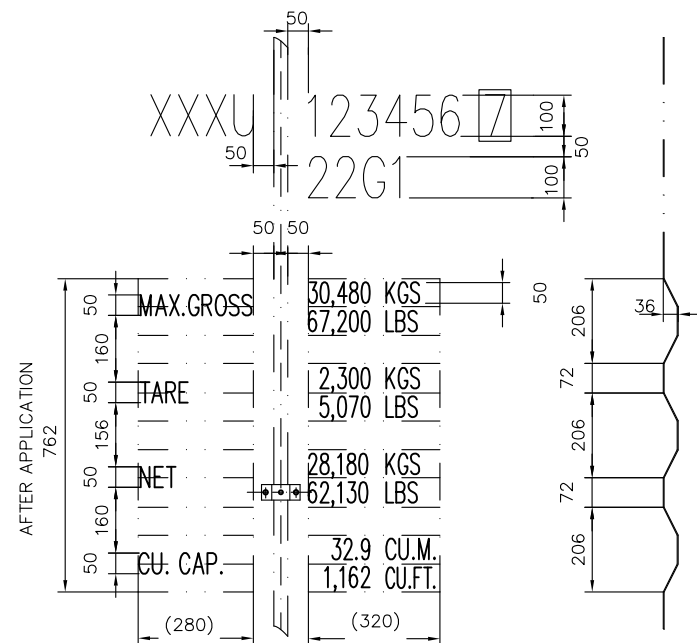 50
XXXU 123456 7
100
50
50
22G1
100
50 50
MAX.GROSS 30,480 KGS
67,200 LBS
TARE 2,300 KGS
5,070 LBS
NET 28,180 KGS
62,130 LBS
CU. CAP. 32.9 CU.M.
1,162 CU.FT.
AFTER APPLICATION
762
50
160
50
156
50
160
50
50
(280) (320)
36
206
72
206
72
206